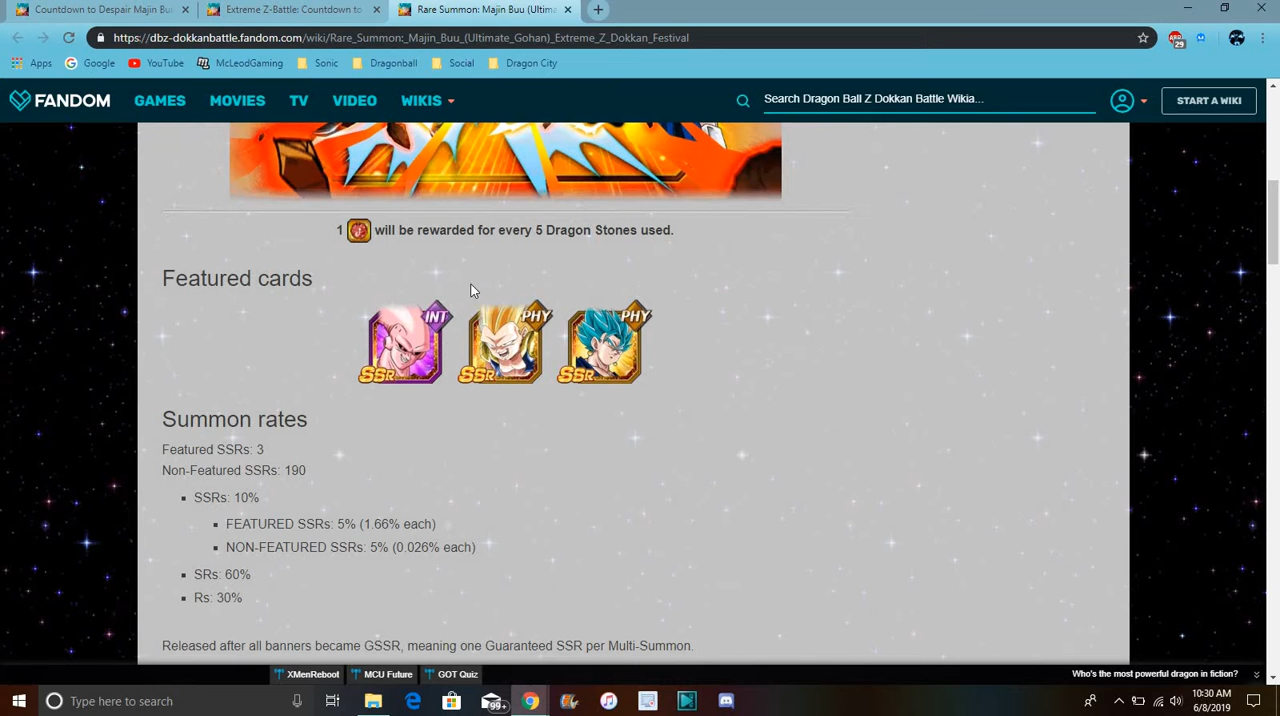 Countdown to Despair Majin Bu
Extreme Z-Battle: Countdown to
Rare Summon: Majin Buu (Ultima
https://dbz-dokkanbattle.fandom.com/wiki/Rare_Summon:_Majin_Buu_(Ultimate_Gohan)_Extreme_Z_Dokkan_Festival
29
Apps Google YouTube McLeodGaming Sonic Dragonball Social Dragon City
FANDOM GAMES MOVIES TV VIDEO WIKIS Search Dragon Ball Z Dokkan Battle Wikia... START A WIKI
1 will be rewarded for every 5 Dragon Stones used.
Featured cards
INT PHY PHY
SSR SSR SSR
Summon rates
Featured SSRs: 3
Non-Featured SSRs: 190
SSRs: 10%
FEATURED SSRs: 5% (1.66% each)
NON-FEATURED SSRs: 5% (0.026% each)
SRs: 60%
Rs: 30%
Released after all banners became GSSR, meaning one Guaranteed SSR per Multi-Summon.
XMenReboot MCU Future GOT Quiz Who's the most powerful dragon in fiction?
Type here to search 99+ 10:30 AM
6/8/2019